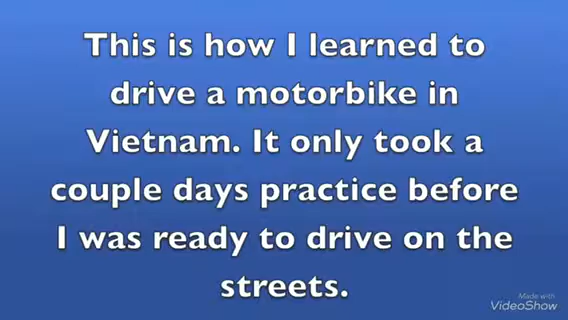 This is how I learned to
drive a motorbike in
Vietnam. It only took a
couple days practice before
I was ready to drive on the
streets.
Made with
VideoShow